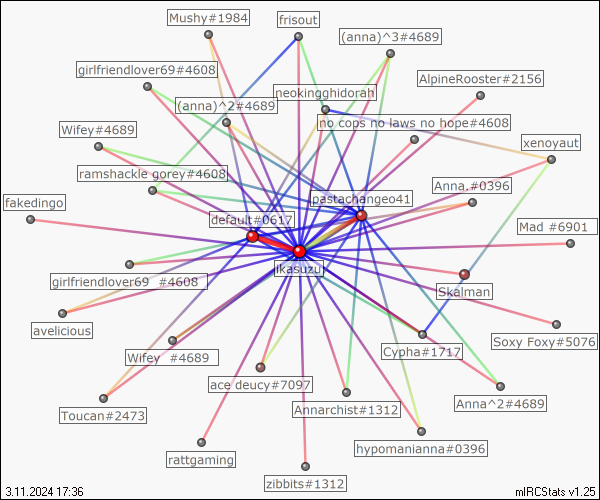 Mushy#1984
frisout
(anna)^3#4689
girlfriendlover69#4608
AlpineRooster#2156
neokingghidorah
(anna)^2#4689
no cops no laws no hope#4608
Wifey#4689
xenoyaut
ramshackle gorey#4608
Anna,#0396
pastachangeo41
fakedingo
default#0617
Mad #6901
ikasuzu
girlfriendlover69 #4608
Skalman
avelicious
Soxy Foxy#5076
Wifey #4689
Cypha#1717
ace deucy#7097
Anna^2#4689
Toucan#2473
Annarchist#1312
hypomanianna#0396
rattgaming
zibbits#1312
3.11.2024 17:36
mIRCStats v1.25